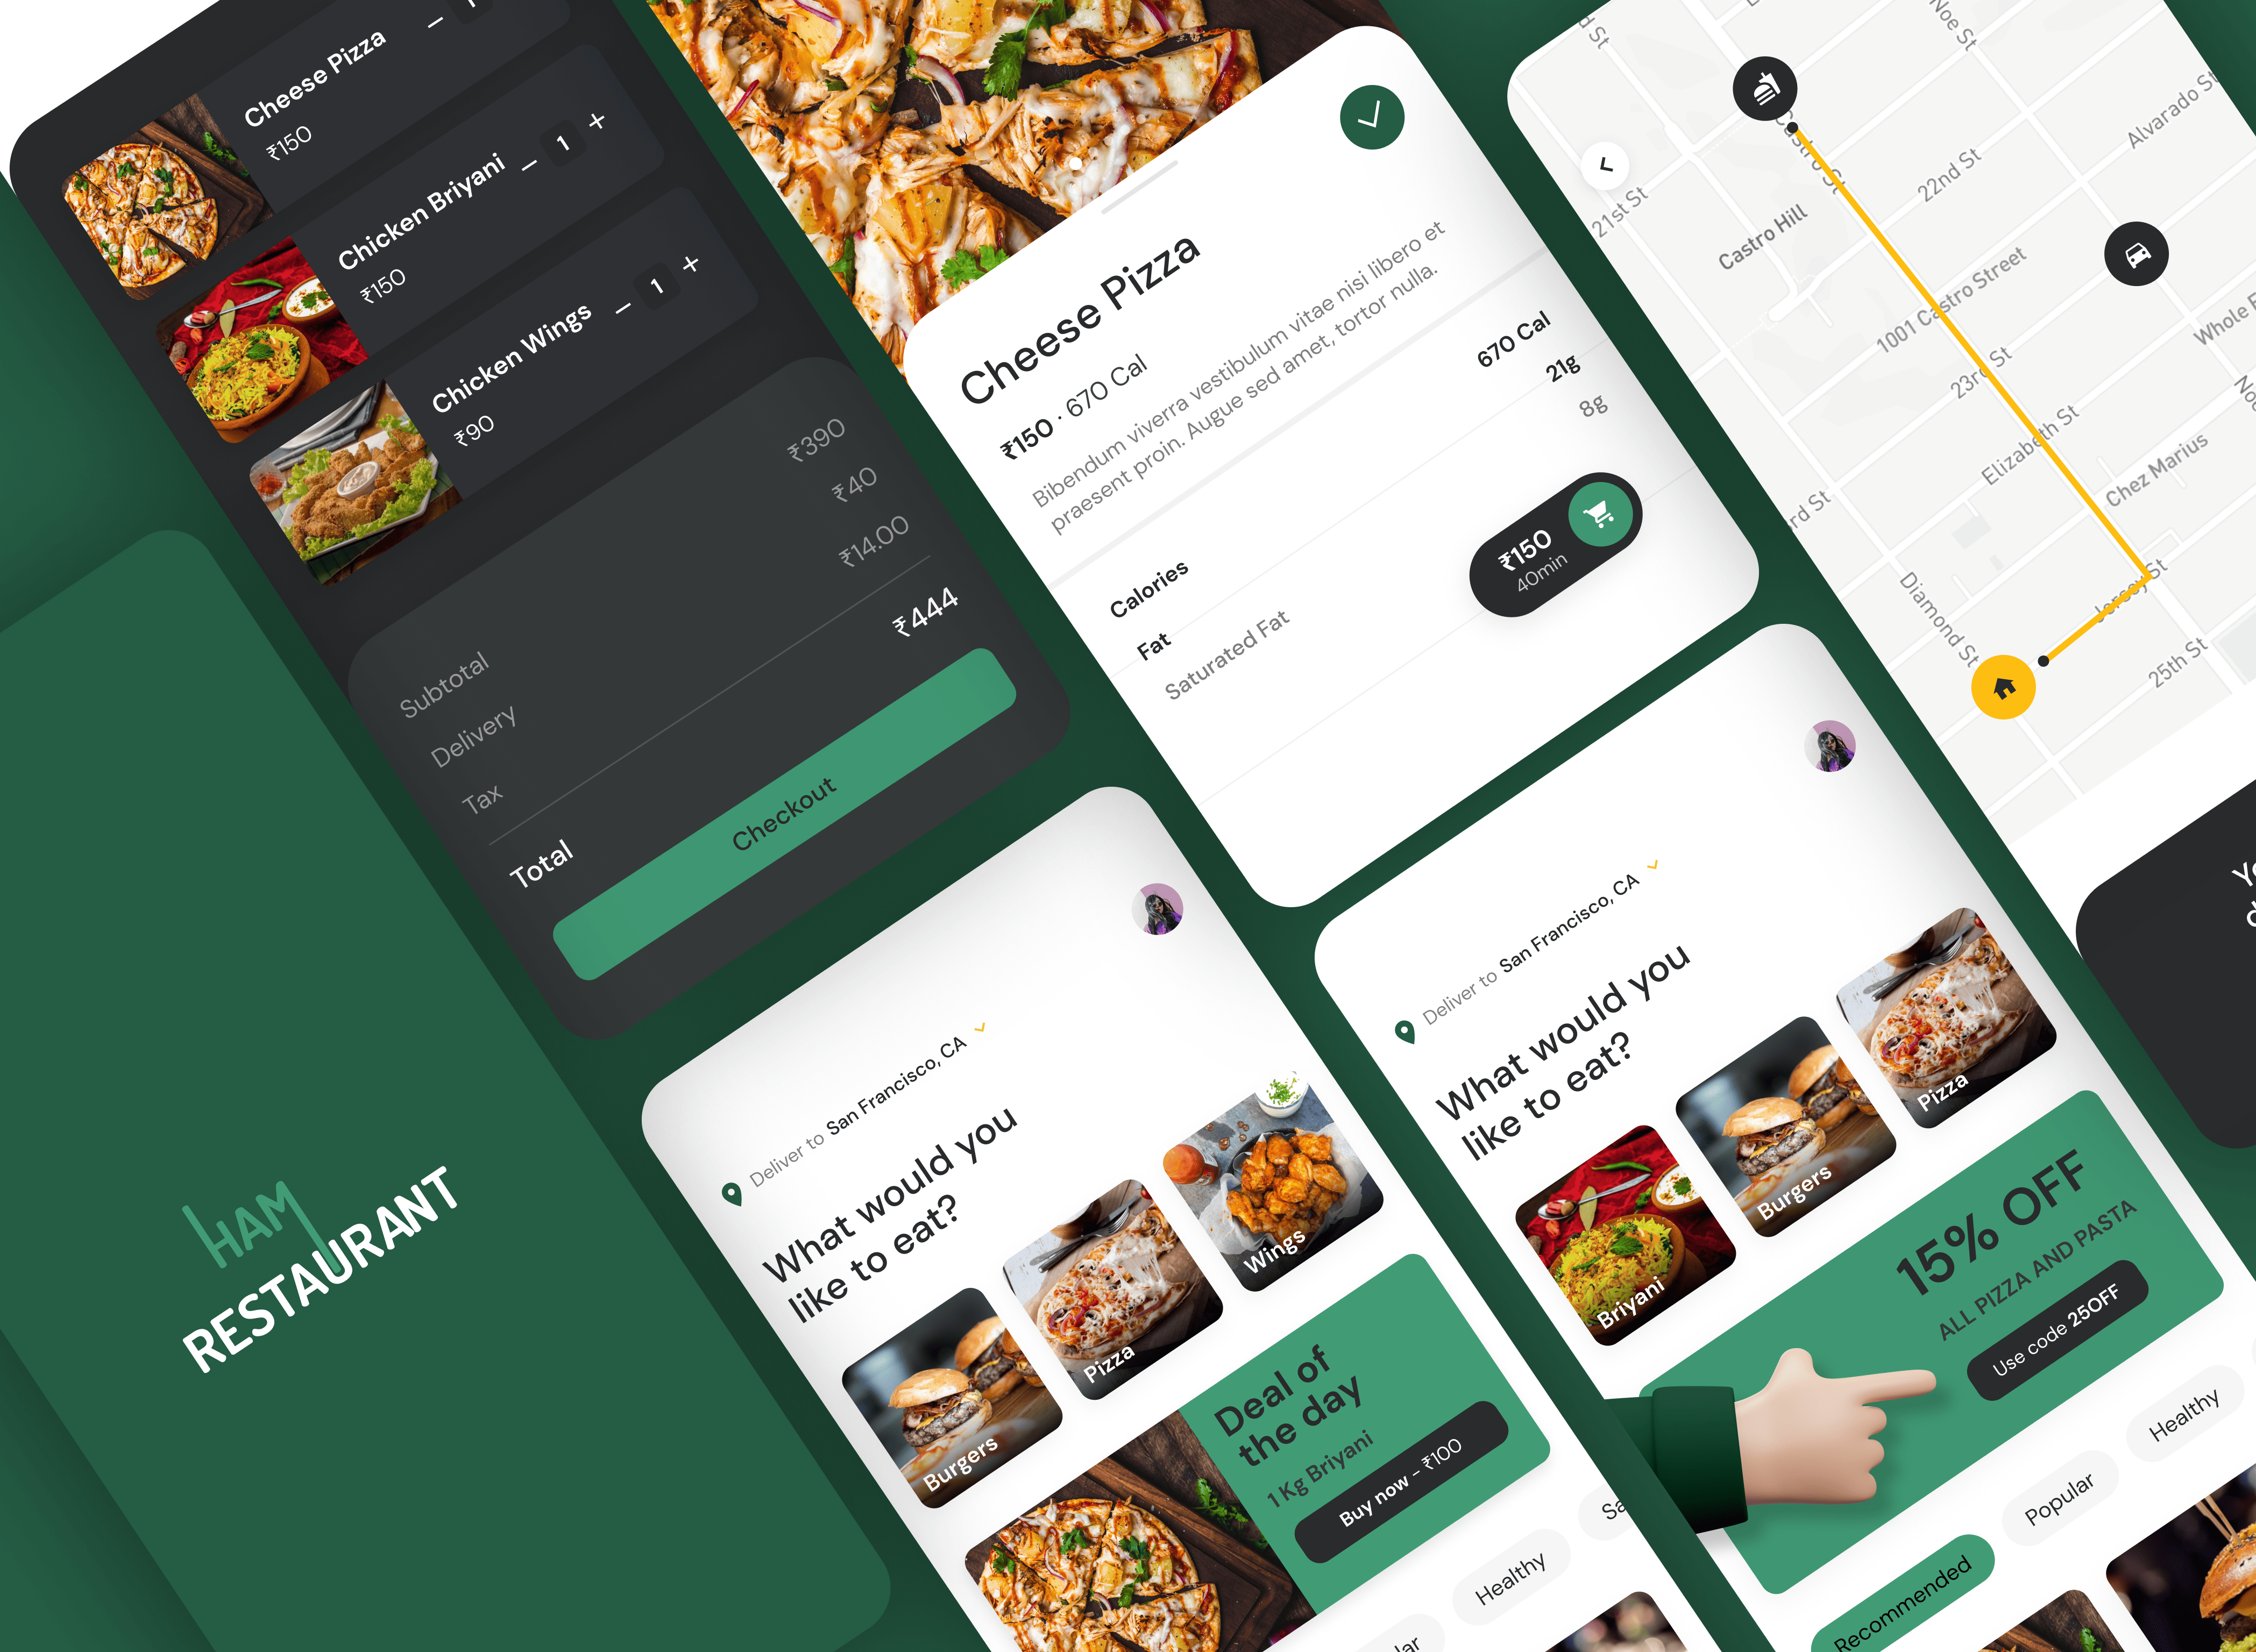 Cheese Pizza
₹150
Chicken Briyani
₹150
1
Chicken Wings
₹90
1
Subtotal
₹390
Delivery
₹40
Tax
₹14.00
Total
₹444
Checkout
Cheese Pizza
₹150 · 670 Cal
Bibendum viverra vestibulum vitae nisi libero et
praesent proin. Augue sed amet, tortor nulla.
Calories
670 Cal
Fat
21g
Saturated Fat
8g
₹150
40min
Noe St
Castro St
Alvarado St
22nd St
21st St
Castro Hill
1001 Castro Street
23rd St
Elizabeth St
Chez Marius
Jersey St
Diamond St
25th St
HAM
RESTAURANT
Deliver to San Francisco, CA
What would you
like to eat?
Burgers
Pizza
Wings
Deal of
the day
1 Kg Briyani
Buy now – ₹100
Healthy
Deliver to San Francisco, CA
What would you
like to eat?
Briyani
Burgers
Pizza
15% OFF
ALL PIZZA AND PASTA
Use code 25OFF
Recommended
Popular
Healthy